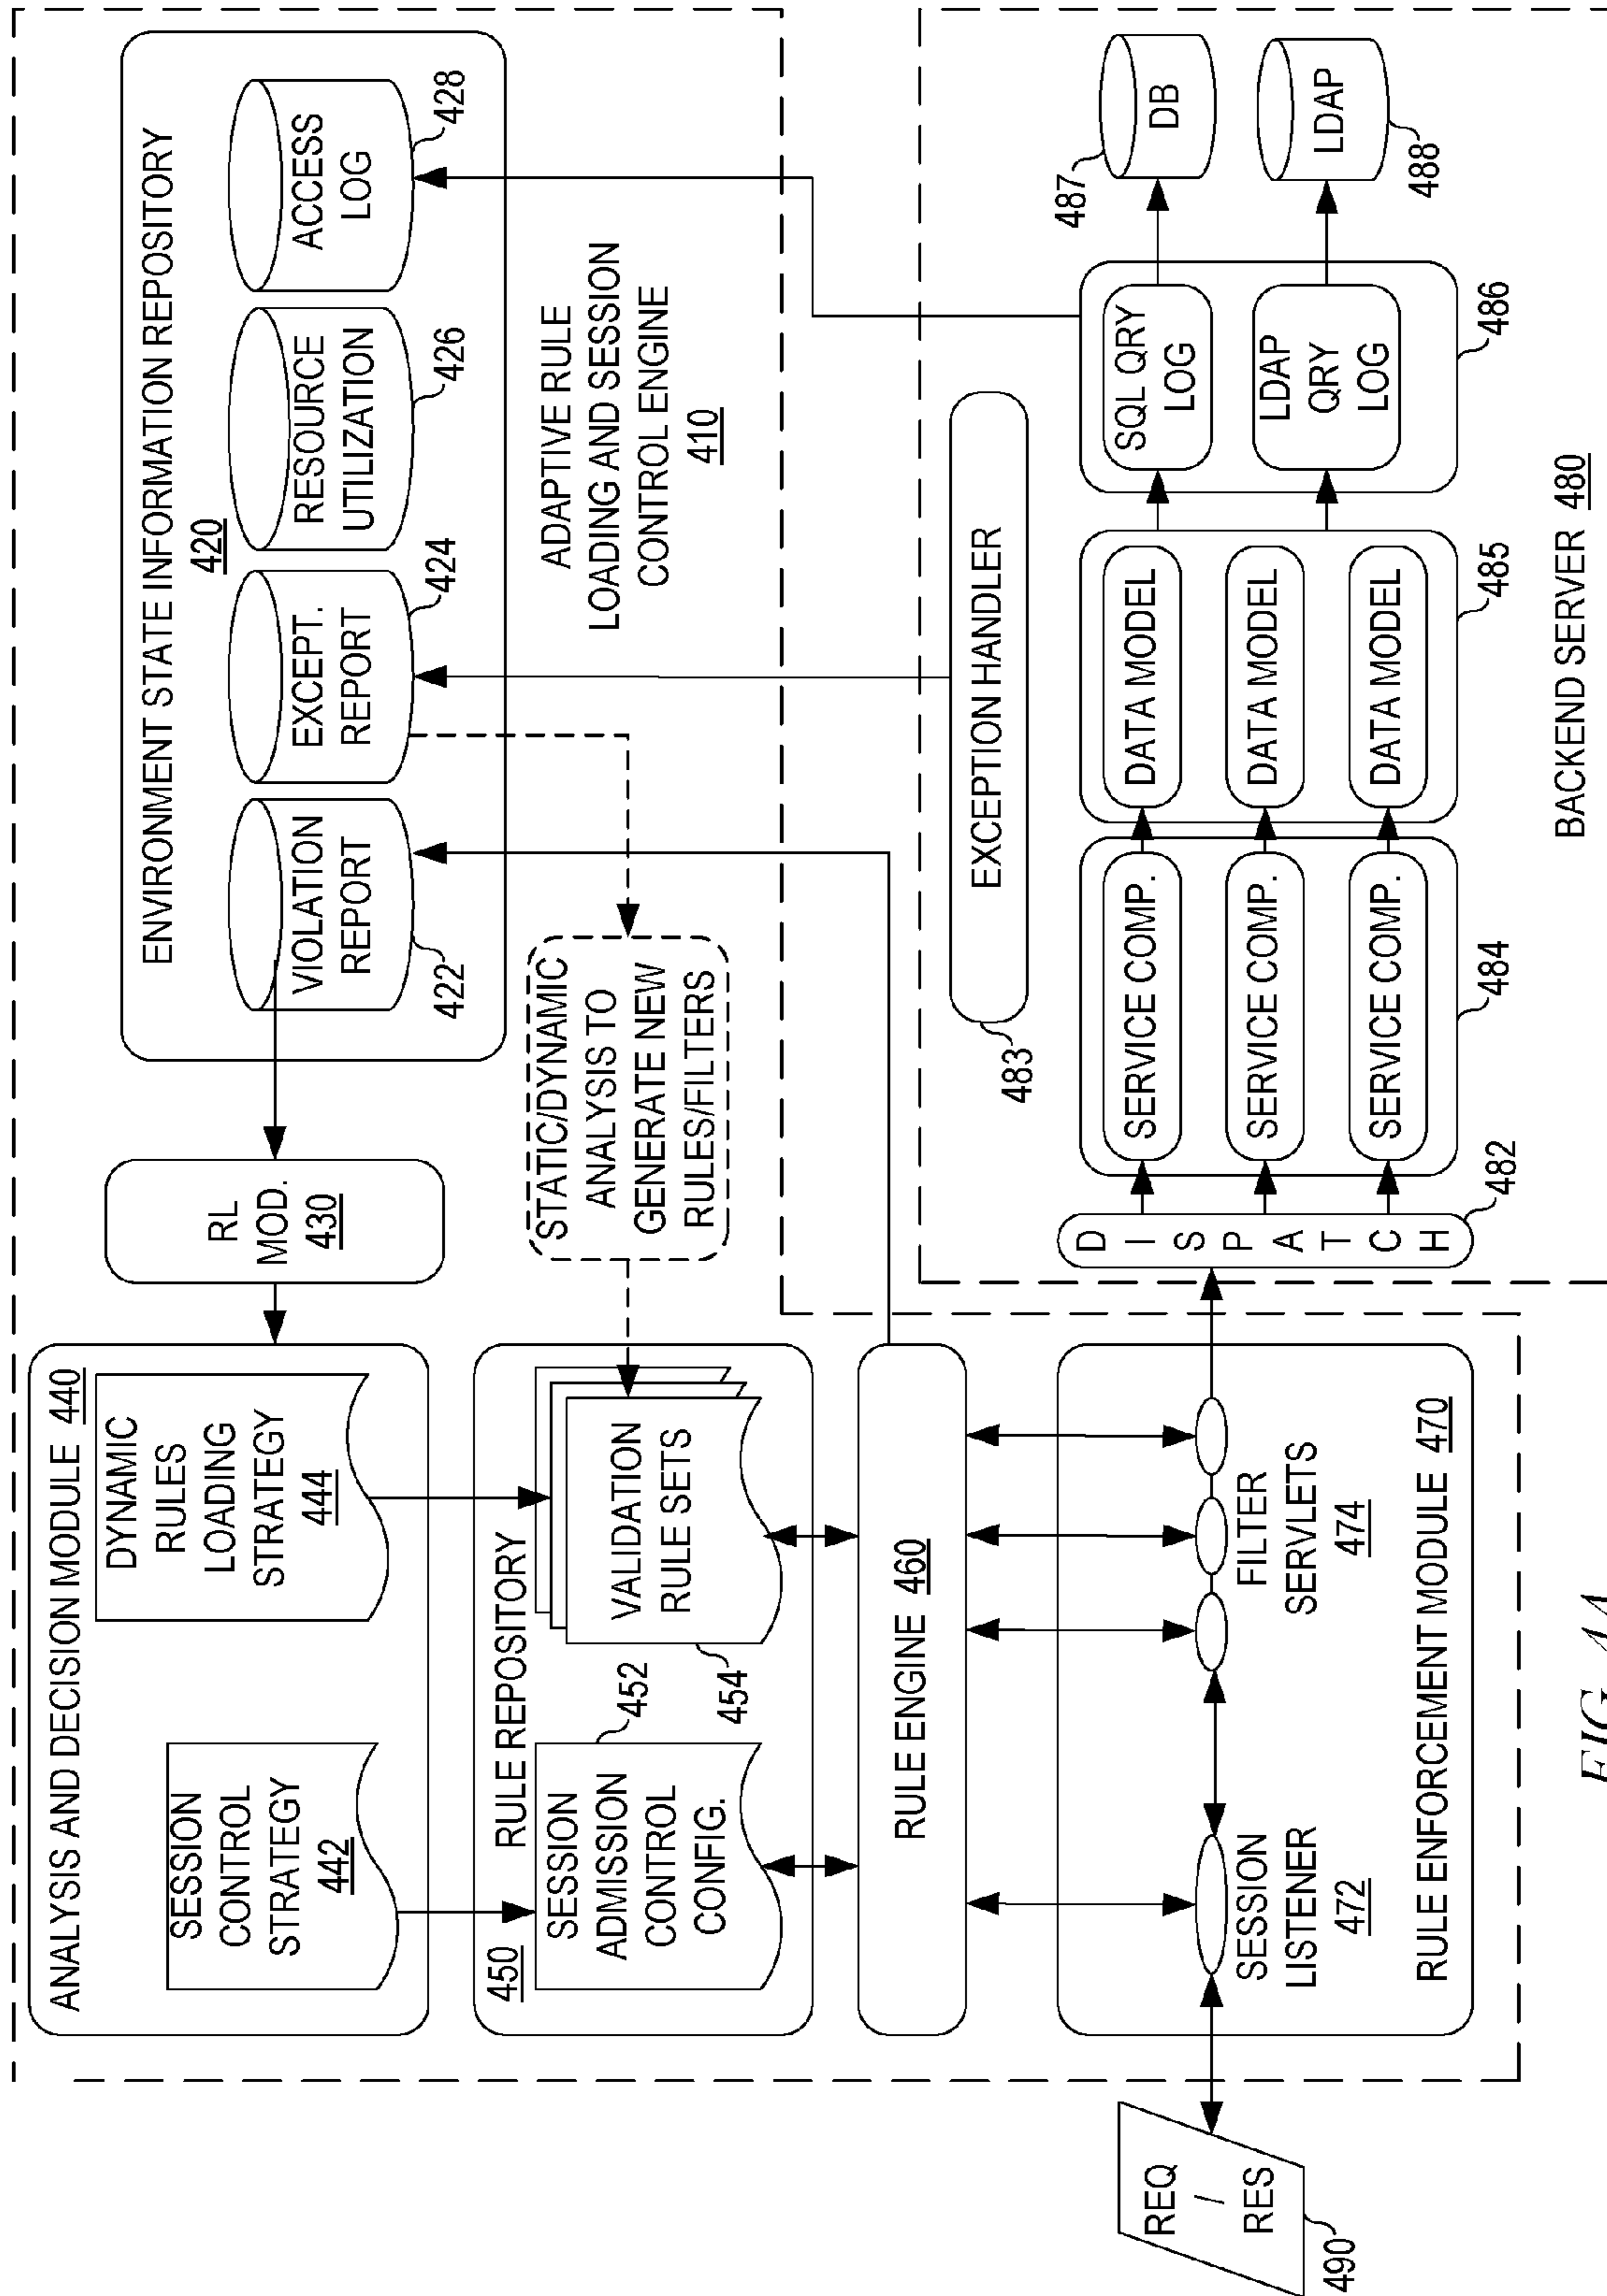 ANALYSIS AND DECISION MODULE 440
SESSION
CONTROL
STRATEGY
442
DYNAMIC
RULES
LOADING
STRATEGY
444
RL
MOD.
430
ENVIRONMENT STATE INFORMATION REPOSITORY
420
VIOLATION
REPORT
422
EXCEPT.
REPORT
424
RESOURCE
UTILIZATION
426
ACCESS
LOG
428
RULE REPOSITORY
450
SESSION
ADMISSION
CONTROL
CONFIG.
452
VALIDATION
RULE SETS
454
STATIC/DYNAMIC
ANALYSIS TO
GENERATE NEW
RULES/FILTERS
ADAPTIVE RULE
LOADING AND SESSION
CONTROL ENGINE
410
RULE ENGINE 460
EXCEPTION HANDLER
483
REQ
/
RES
490
SESSION
LISTENER
472
FILTER
SERVLETS
474
RULE ENFORCEMENT MODULE 470
D
I
S
P
A
T
C
H
482
SERVICE COMP.
SERVICE COMP.
SERVICE COMP.
484
DATA MODEL
DATA MODEL
DATA MODEL
485
SQL QRY
LOG
LDAP
QRY
LOG
486
487
DB
LDAP
488
BACKEND SERVER 480
FIG. 4A